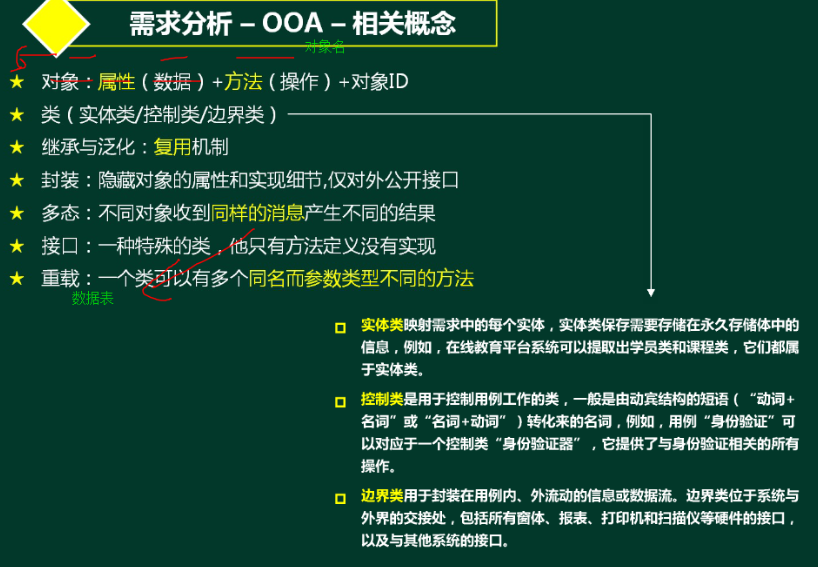 需求分析 – OOA – 相关概念
对象名
★ 对象：属性（数据）+方法（操作）+对象ID
★ 类（实体类/控制类/边界类）
★ 继承与泛化：复用机制
★ 封装：隐藏对象的属性和实现细节,仅对外公开接口
★ 多态：不同对象收到同样的消息产生不同的结果
★ 接口：一种特殊的类，他只有方法定义没有实现
★ 重载：一个类可以有多个同名而参数类型不同的方法
数据表
实体类映射需求中的每个实体，实体类保存需要存储在永久存储体中的
信息，例如，在线教育平台系统可以提取出学员类和课程类，它们都属
于实体类。
控制类是用于控制用例工作的类，一般是由动宾结构的短语（“动词+
名词”或“名词+动词”）转化来的名词，例如，用例“身份验证”可
以对应于一个控制类“身份验证器”，它提供了与身份验证相关的所有
操作。
边界类用于封装在用例内、外流动的信息或数据流。边界类位于系统与
外界的交接处，包括所有窗体、报表、打印机和扫描仪等硬件的接口，
以及与其他系统的接口。